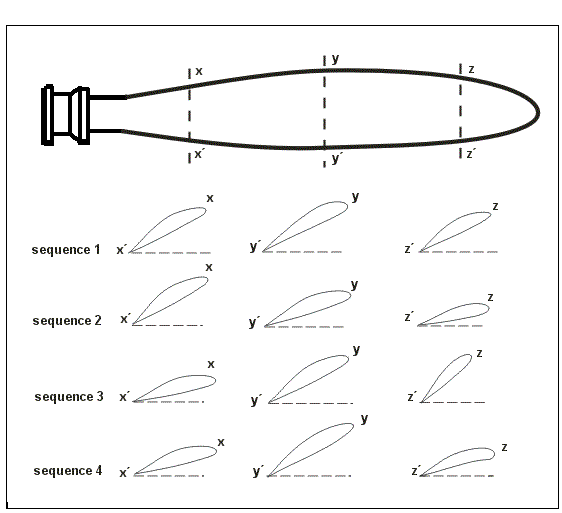 x y z
x´ y´ z´
x y z
sequence 1 x´ y´ z´
x y z
sequence 2 x´ y´ z´
x y z
sequence 3 x´ y´ z´
x y z
sequence 4 x´ y´ z´